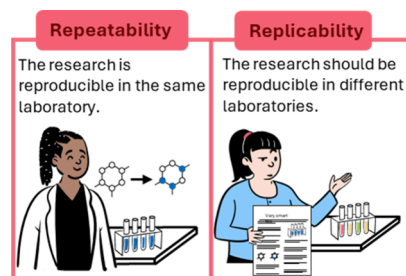 Repeatability
The research is
reproducible in the same
laboratory.
Replicability
The research should be
reproducible in different
laboratories.
Very smart